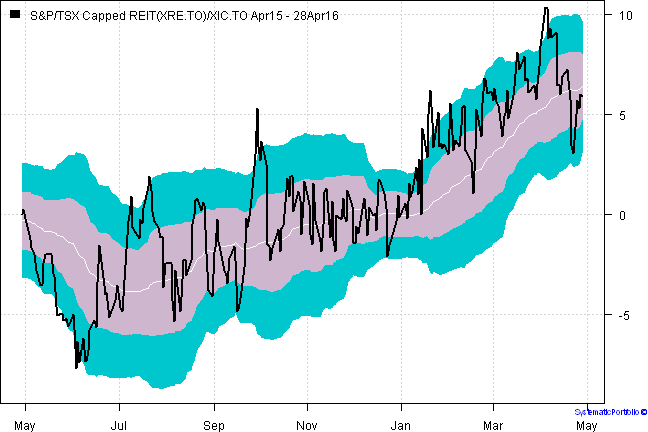 S&P/TSX Capped REIT(XRE.TO)/XIC.TO Apr15 - 28Apr16
10
5
0
-5
SystematicPortfolio ©
May Jul Sep Nov Jan Mar May